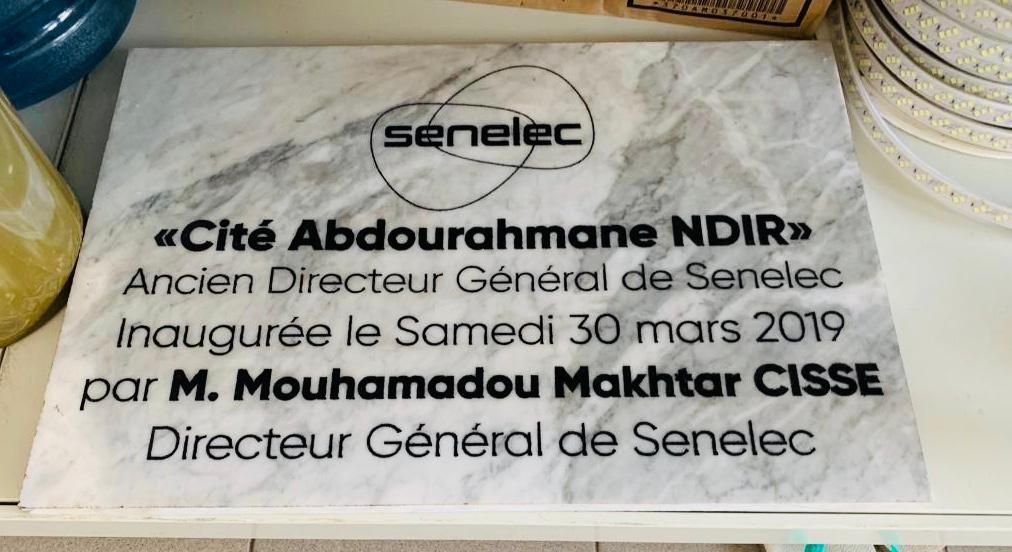 *370AM037001*
senelec
«Cité Abdourahmane NDIR»
Ancien Directeur Général de Senelec
Inaugurée le Samedi 30 mars 2019
par M. Mouhamadou Makhtar CISSE
Directeur Général de Senelec